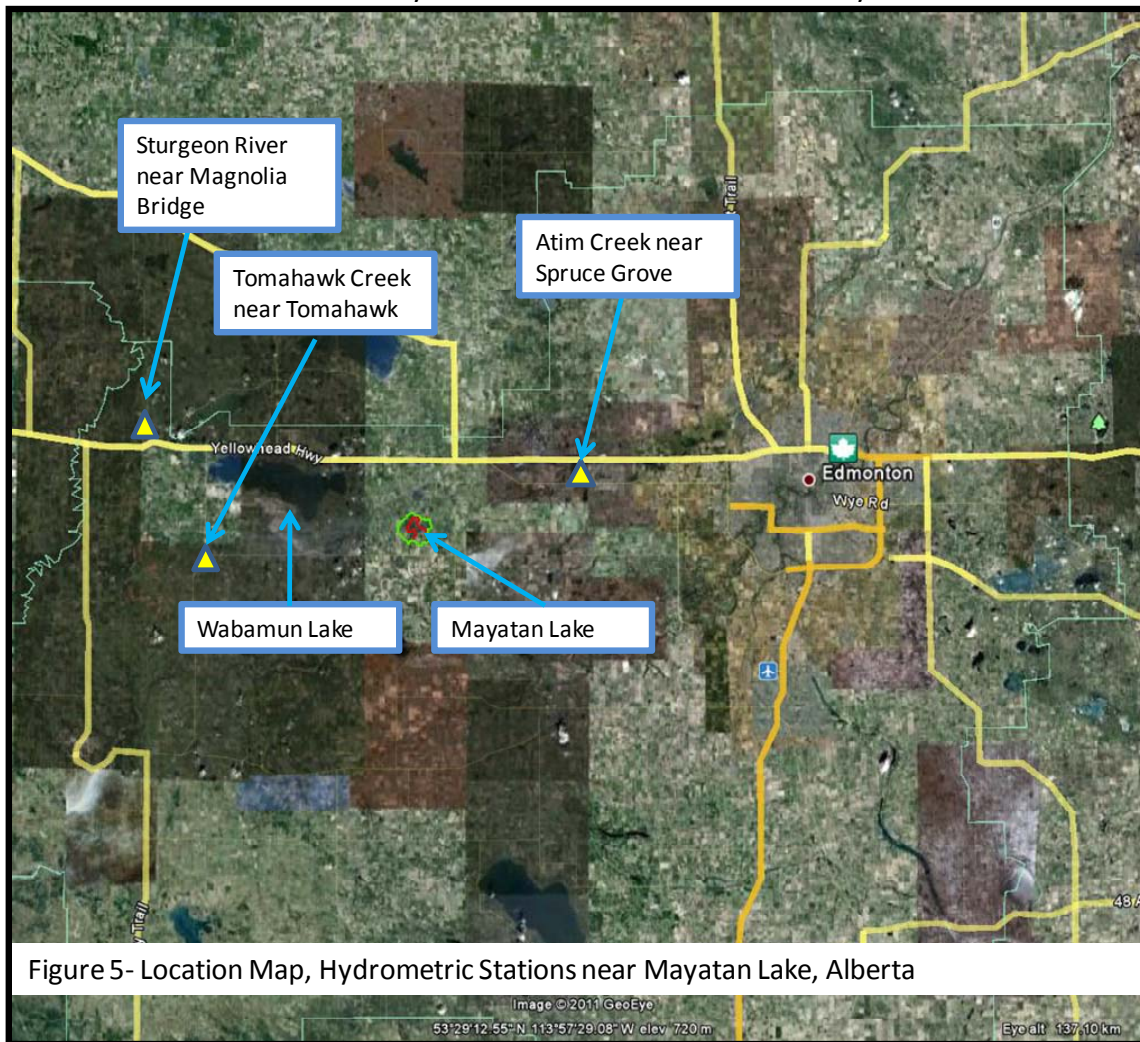 Sturgeon River
near Magnolia
Bridge
Tomahawk Creek
near Tomahawk
Atim Creek near
Spruce Grove
Trail
Yellowhead Hwy
Edmonton
Wye Rd
Wabamun Lake
Mayatan Lake
48 A
Trail
Figure 5- Location Map, Hydrometric Stations near Mayatan Lake, Alberta
Image © 2011 GeoEye
53°29'12.55" N 113°57'29.08" W elev 720 m
Eye alt 137.10 km